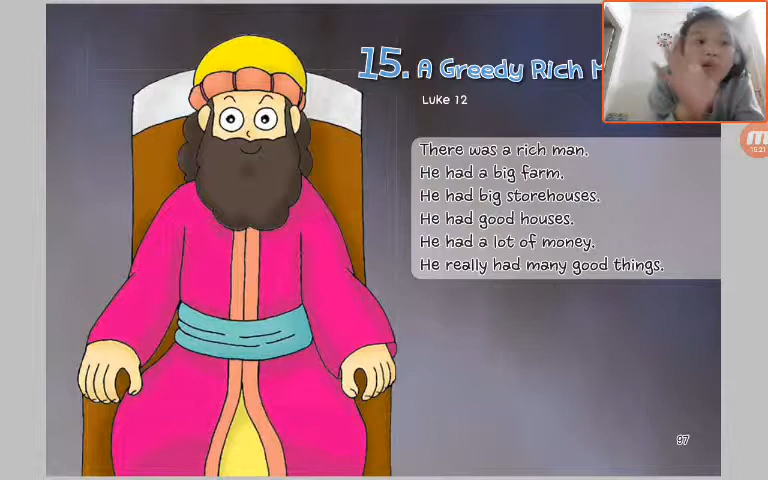 15. A Greedy Rich
Luke 12
There was a rich man.
He had a big farm.
He had big storehouses.
He had good houses.
He had a lot of money.
He really had many good things.
97